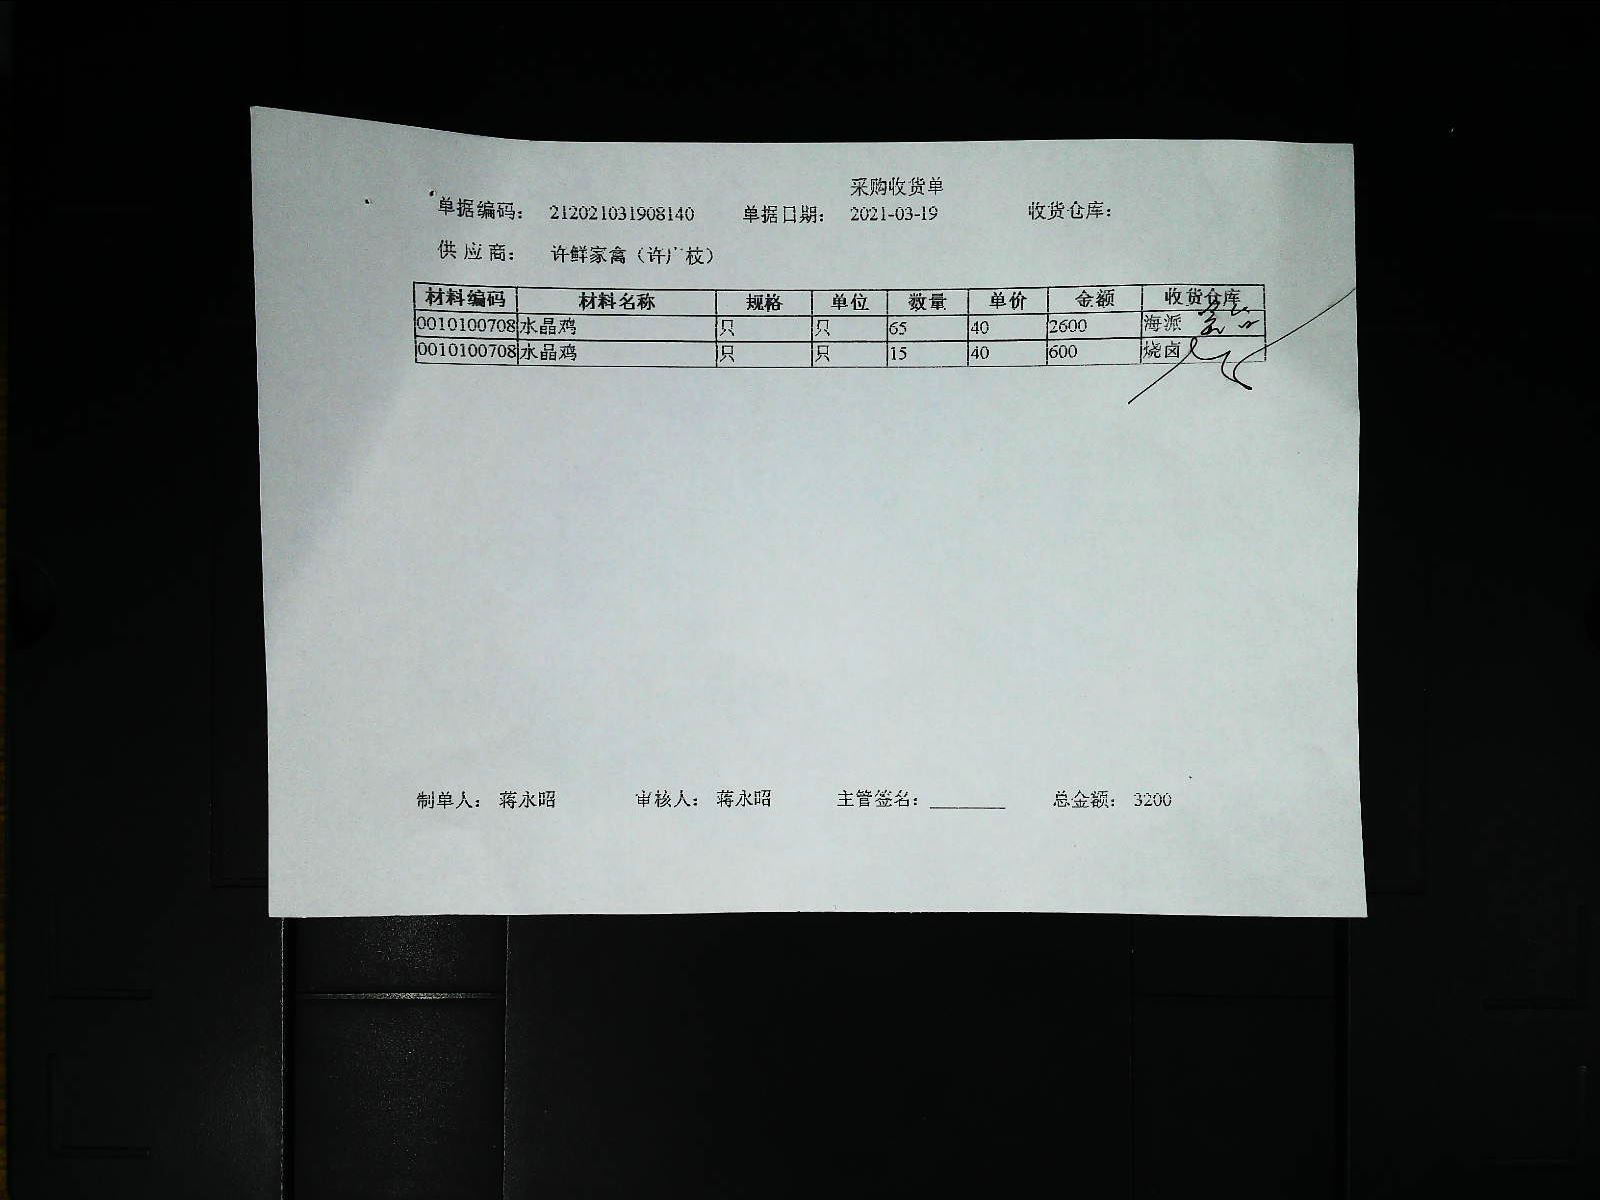 采购收货单
单据编码： 212021031908140 单据日期： 2021-03-19 收货仓库：
供 应 商： 许鲜家禽（许广枝）
材料编码 材料名称 规格 单位 数量 单价 金额 收货仓库
0010100708 水晶鸡 只 只 65 40 2600 海派
0010100708 水晶鸡 只 只 15 40 600 烧卤
制单人： 蒋永昭 审核人： 蒋永昭 主管签名：________ 总金额： 3200